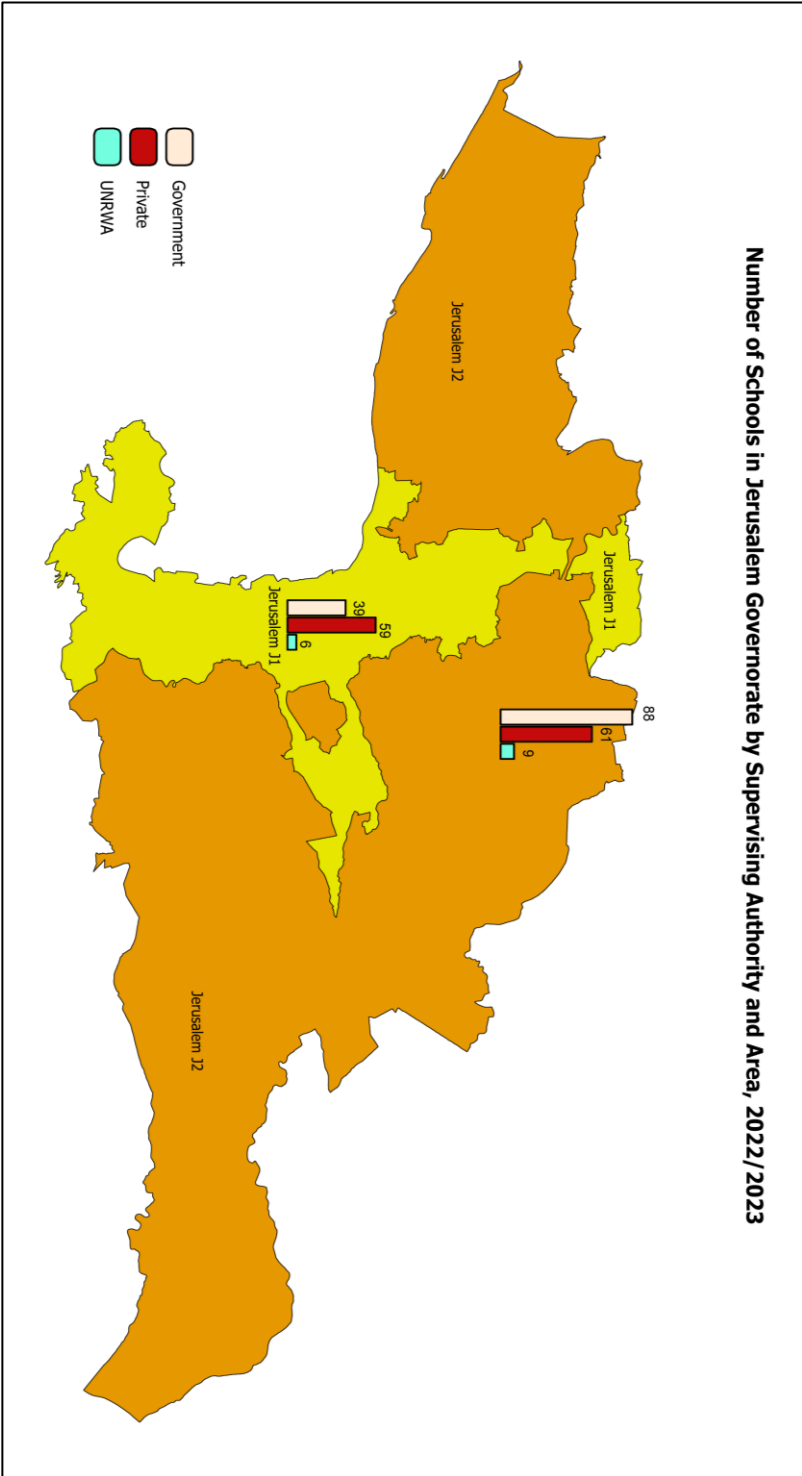 Number of Schools in Jerusalem Governorate by Supervising Authority and Area, 2022/2023
Jerusalem J1
88
61
9
Jerusalem J2
39
59
6
Jerusalem J1
Jerusalem J2
Government
Private
UNRWA